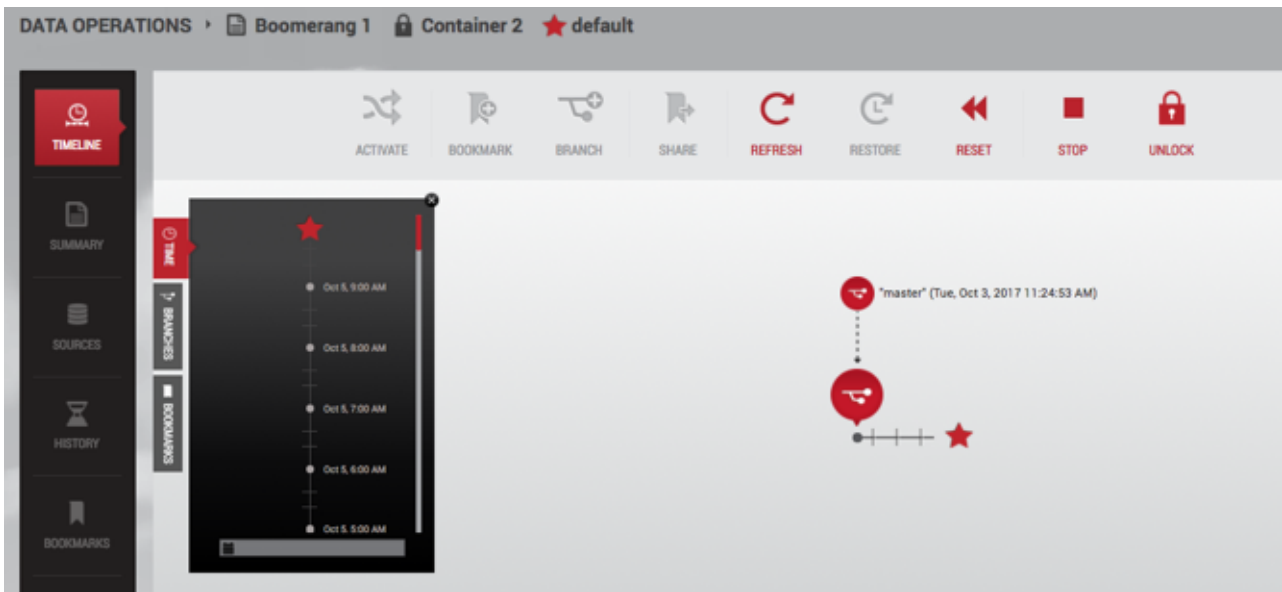 DATA OPERATIONS Boomerang 1 Container 2 default
TIMELINE
SUMMARY
SOURCES
HISTORY
BOOKMARKS
ACTIVATE BOOKMARK BRANCH SHARE REFRESH RESTORE RESET STOP UNLOCK
TIME
BRANCHES
BOOKMARKS
Oct 5, 9:00 AM
Oct 5, 8:00 AM
Oct 5, 7:00 AM
Oct 5, 6:00 AM
Oct 5, 5:00 AM
"master" (Tue, Oct 3, 2017 11:24:53 AM)